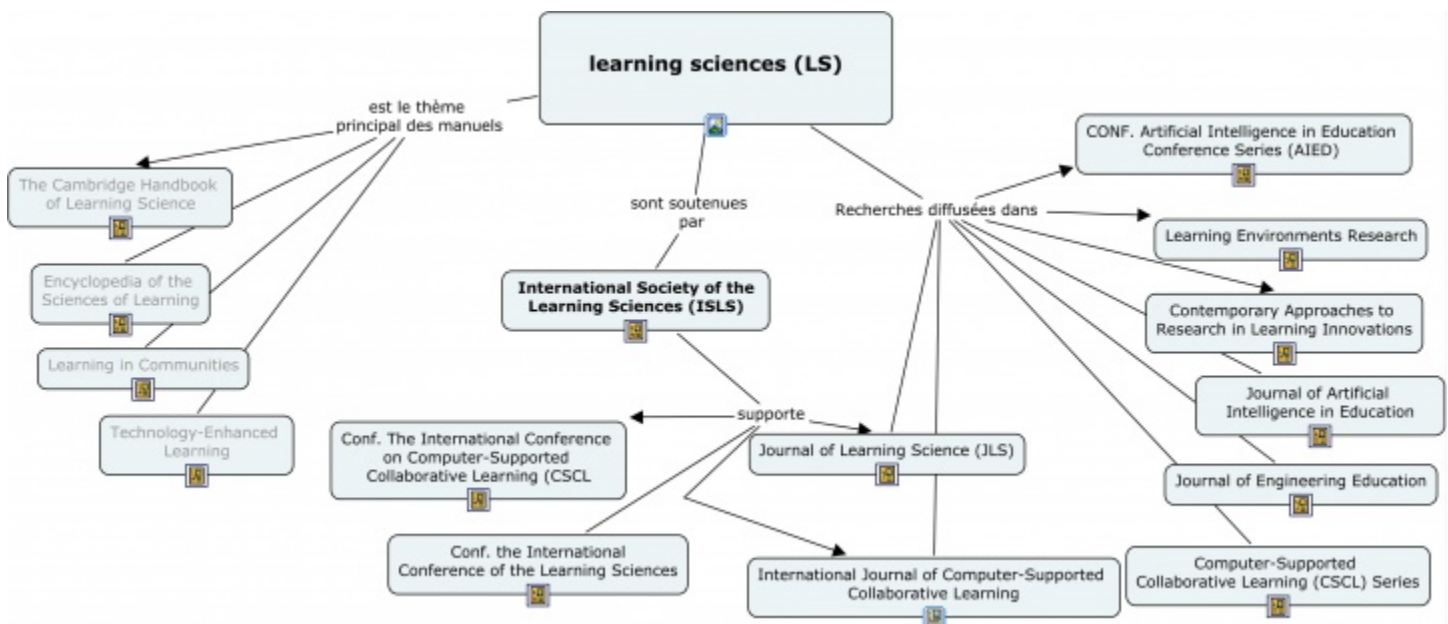 learning sciences (LS)
est le thème
principal des manuels
The Cambridge Handbook
of Learning Science
Encyclopedia of the
Sciences of Learning
Learning in Communities
Technology-Enhanced
Learning
sont soutenues
par
International Society of the
Learning Sciences (ISLS)
supporte
Conf. The International Conference
on Computer-Supported
Collaborative Learning (CSCL
Conf. the International
Conference of the Learning Sciences
Journal of Learning Science (JLS)
International Journal of Computer-Supported
Collaborative Learning
Recherches diffusées dans
CONF. Artificial Intelligence in Education
Conference Series (AIED)
Learning Environments Research
Contemporary Approaches to
Research in Learning Innovations
Journal of Artificial
Intelligence in Education
Journal of Engineering Education
Computer-Supported
Collaborative Learning (CSCL) Series